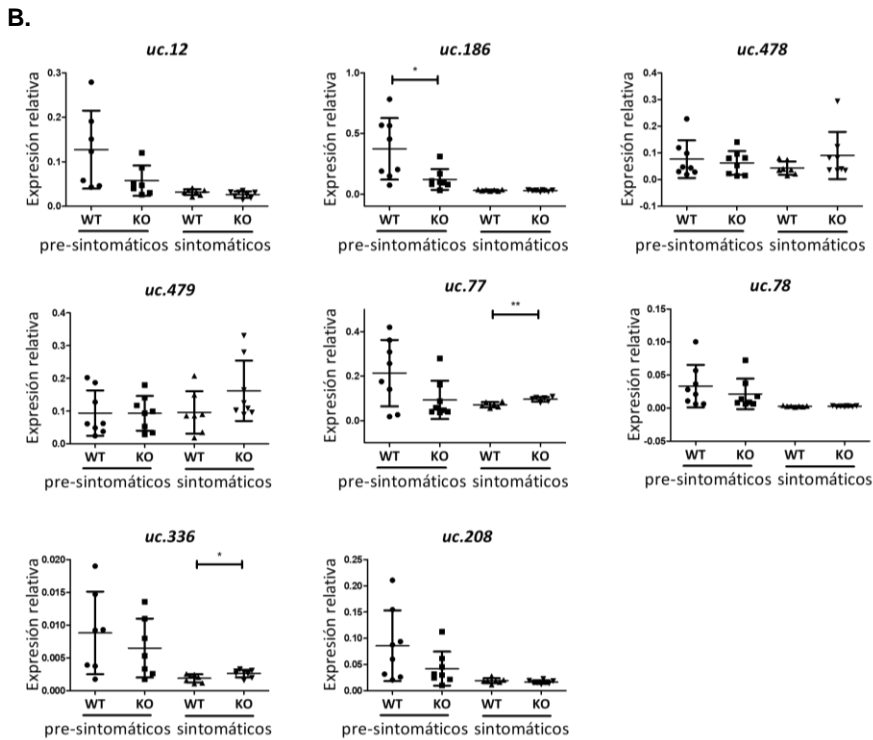 B.
uc.12
Expresión relativa
0.3
0.2
0.1
0.0
WT KO WT KO
pre-sintomáticos sintomáticos
uc.186
Expresión relativa
1.0
0.5
0.0
*
WT KO WT KO
pre-sintomáticos sintomáticos
uc.478
Expresión relativa
0.4
0.3
0.2
0.1
0.0
-0.1
WT KO WT KO
pre-sintomáticos sintomáticos
uc.479
Expresión relativa
0.4
0.3
0.2
0.1
0.0
WT KO WT KO
pre-sintomáticos sintomáticos
uc.77
Expresión relativa
0.4
0.2
0.0
**
WT KO WT KO
pre-sintomáticos sintomáticos
uc.78
Expresión relativa
0.15
0.10
0.05
0.00
-0.05
WT KO WT KO
pre-sintomáticos sintomáticos
uc.336
Expresión relativa
0.020
0.015
0.010
0.005
0.000
*
WT KO WT KO
pre-sintomáticos sintomáticos
uc.208
Expresión relativa
0.25
0.20
0.15
0.10
0.05
0.00
WT KO WT KO
pre-sintomáticos sintomáticos